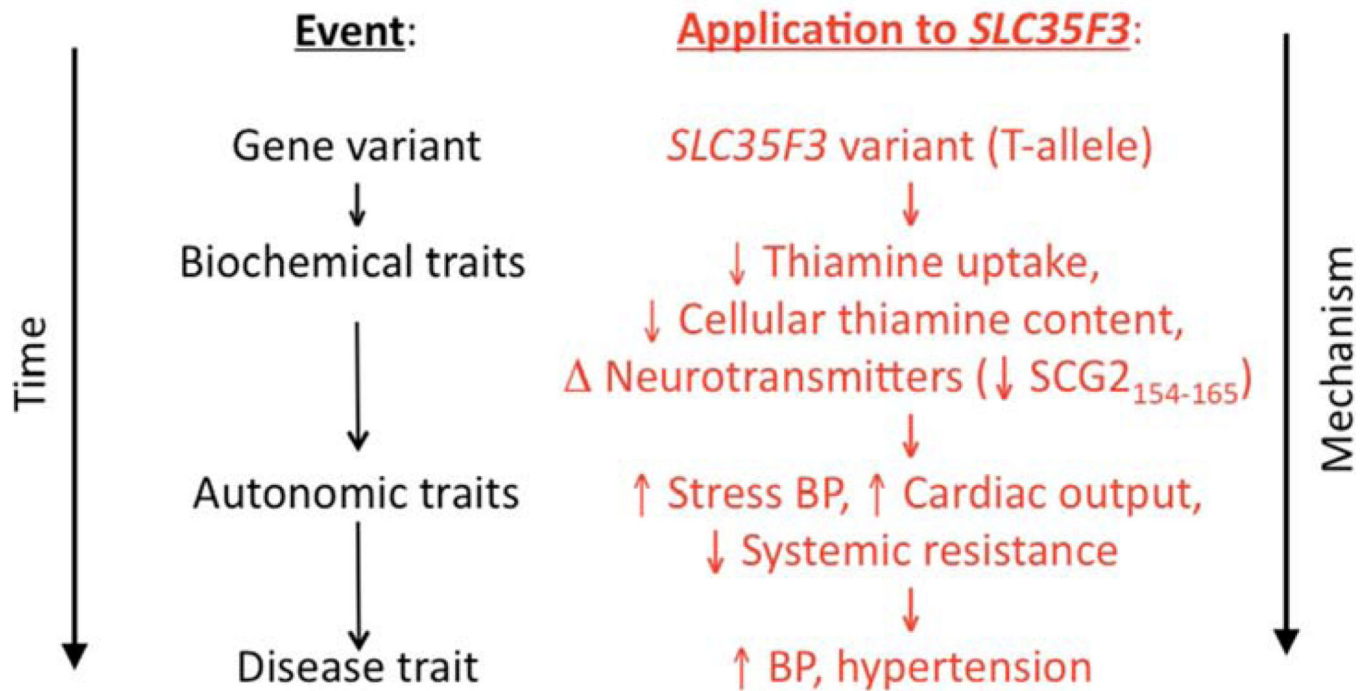 Event:
Application to SLC35F3:
Gene variant
SLC35F3 variant (T-allele)
Biochemical traits
↓ Thiamine uptake,
↓ Cellular thiamine content,
Δ Neurotransmitters (↓ SCG2154-165)
Autonomic traits
↑ Stress BP, ↑ Cardiac output,
↓ Systemic resistance
Disease trait
↑ BP, hypertension
Time
Mechanism